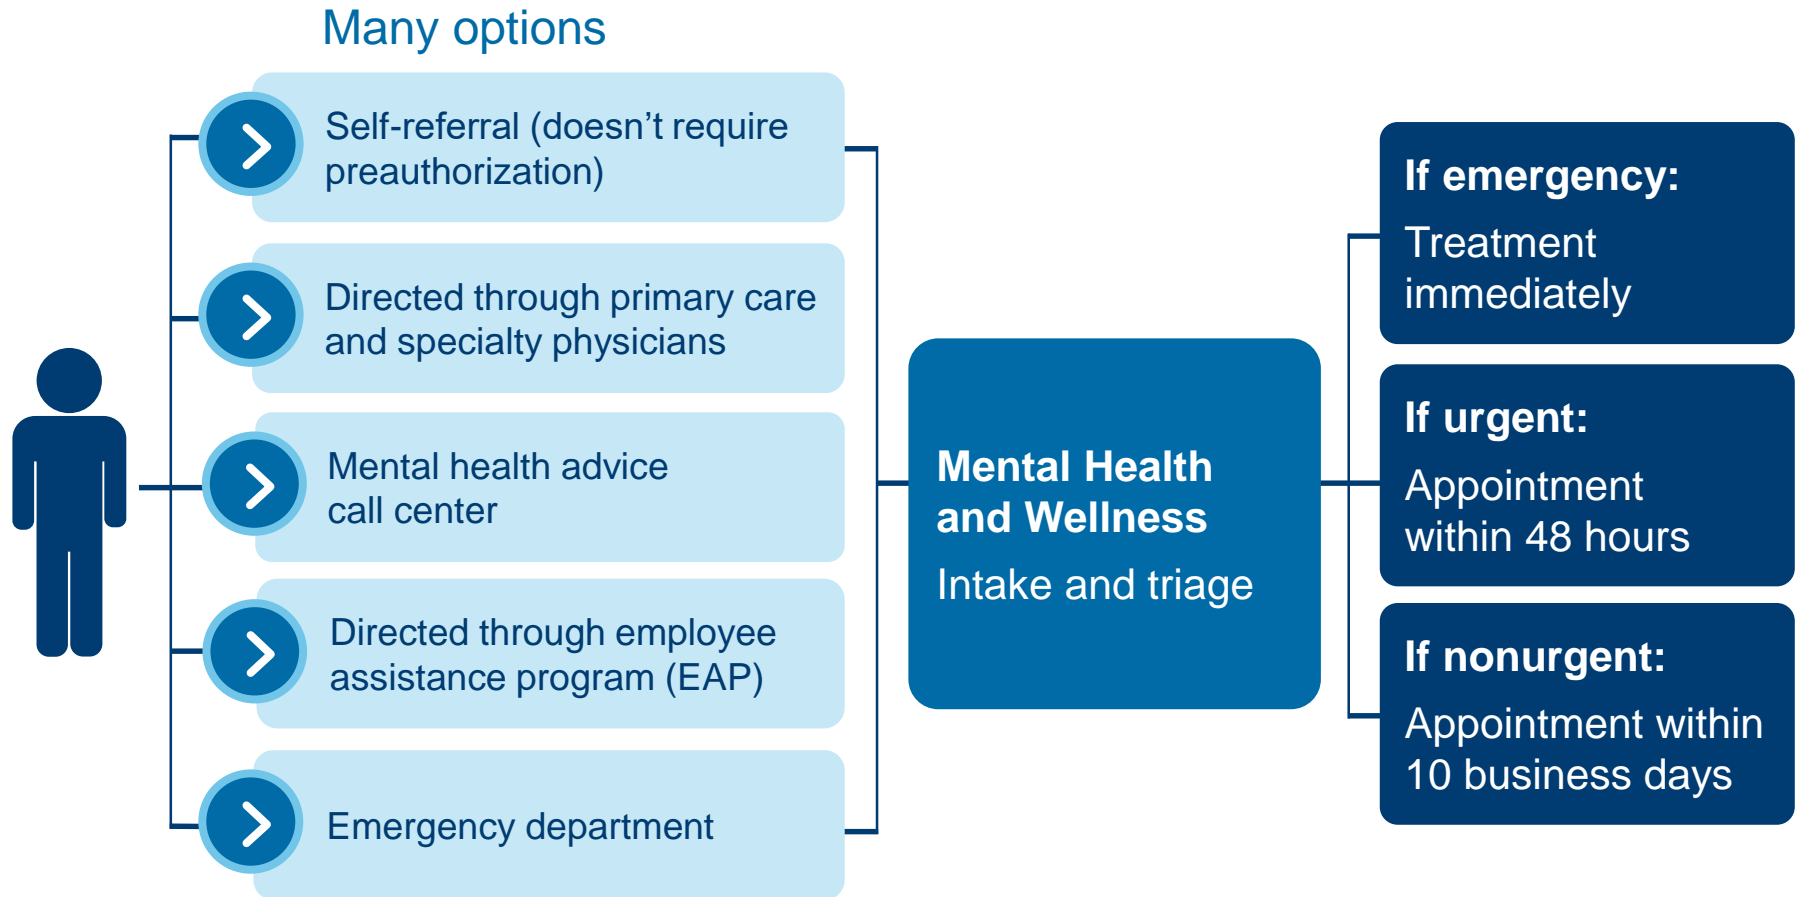 Many options
Self-referral (doesn’t require
preauthorization)
Directed through primary care
and specialty physicians
Mental health advice
call center
Directed through employee
assistance program (EAP)
Emergency department
Mental Health
and Wellness
Intake and triage
If emergency:
Treatment
immediately
If urgent:
Appointment
within 48 hours
If nonurgent:
Appointment within
10 business days